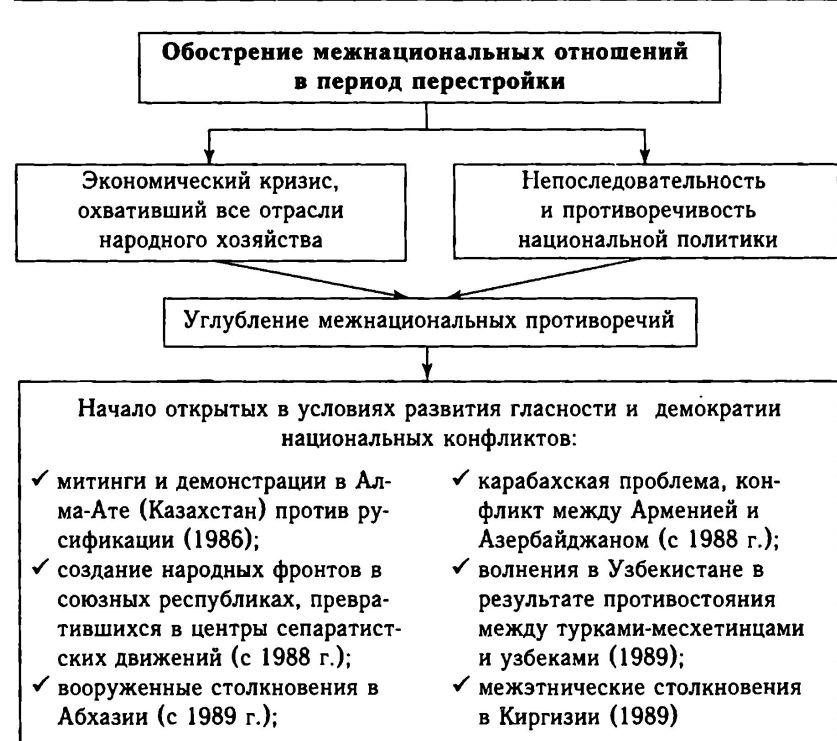 Обострение межнациональных отношений
в период перестройки
Экономический кризис,
охвативший все отрасли
народного хозяйства
Непоследовательность
и противоречивость
национальной политики
Углубление межнациональных противоречий
Начало открытых в условиях развития гласности и демократии
национальных конфликтов:
✓ митинги и демонстрации в Ал-
ма-Ате (Казахстан) против ру-
сификации (1986);
✓ создание народных фронтов в
союзных республиках, превра-
тившихся в центры сепаратист-
ских движений (с 1988 г.);
✓ вооруженные столкновения в
Абхазии (с 1989 г.);
✓ карабахская проблема, кон-
фликт между Арменией и
Азербайджаном (с 1988 г.);
✓ волнения в Узбекистане в
результате противостояния
между турками-месхетинцами
и узбеками (1989);
✓ межэтнические столкновения
в Киргизии (1989)